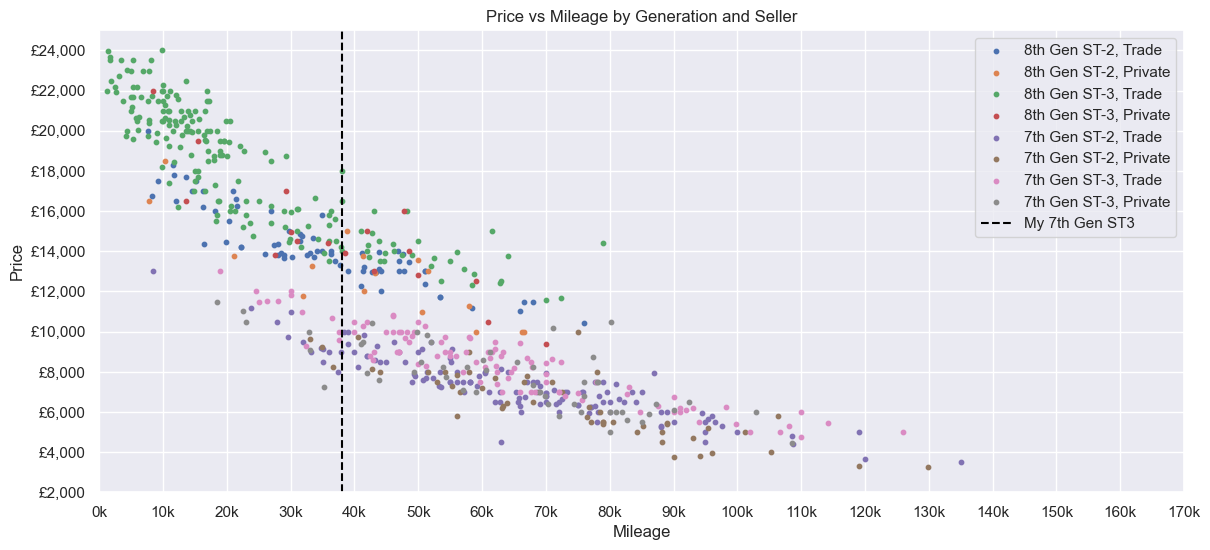 Price vs Mileage by Generation and Seller
£24,000
£22,000
£20,000
£18,000
£16,000
£14,000
£12,000
£10,000
£8,000
£6,000
£4,000
£2,000
Price
8th Gen ST-2, Trade
8th Gen ST-2, Private
8th Gen ST-3, Trade
8th Gen ST-3, Private
7th Gen ST-2, Trade
7th Gen ST-2, Private
7th Gen ST-3, Trade
7th Gen ST-3, Private
My 7th Gen ST3
0k 10k 20k 30k 40k 50k 60k 70k 80k 90k 100k 110k 120k 130k 140k 150k 160k 170k
Mileage